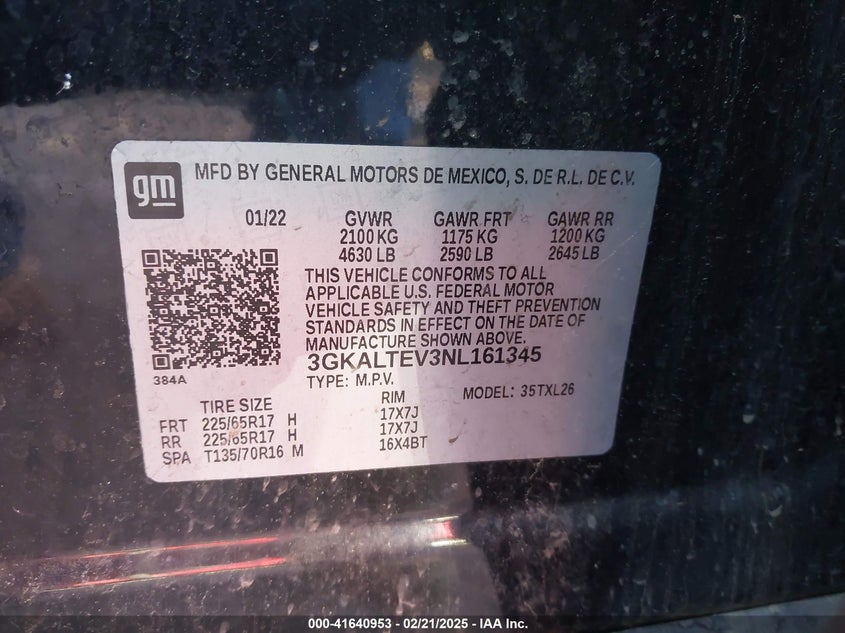 gm
MFD BY GENERAL MOTORS DE MEXICO, S. DE R.L. DE C.V.
01/22 GVWR GAWR FRT GAWR RR
2100 KG 1175 KG 1200 KG
4630 LB 2590 LB 2645 LB
THIS VEHICLE CONFORMS TO ALL
APPLICABLE U.S. FEDERAL MOTOR
VEHICLE SAFETY AND THEFT PREVENTION
STANDARDS IN EFFECT ON THE DATE OF
MANUFACTURE SHOWN ABOVE.
3GKALTEV3NL161345
384A
TYPE: M.P.V. MODEL: 35TXL26
TIRE SIZE RIM
FRT 225/65R17 H 17X7J
RR 225/65R17 H 17X7J
SPA T135/70R16 M 16X4BT
000-41640953 - 02/21/2025 - IAA Inc.